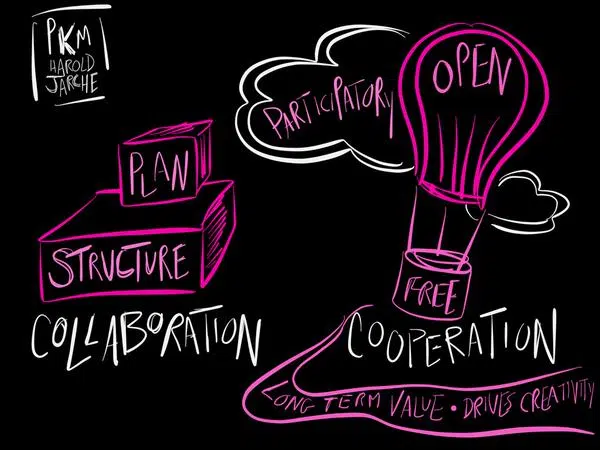 PKM
HAROLD
JARCHE
PLAN
STRUCTURE
COLLABORATION
PARTICIPATORY
OPEN
FREE
COOPERATION
LONG TERM VALUE • DRIVES CREATIVITY